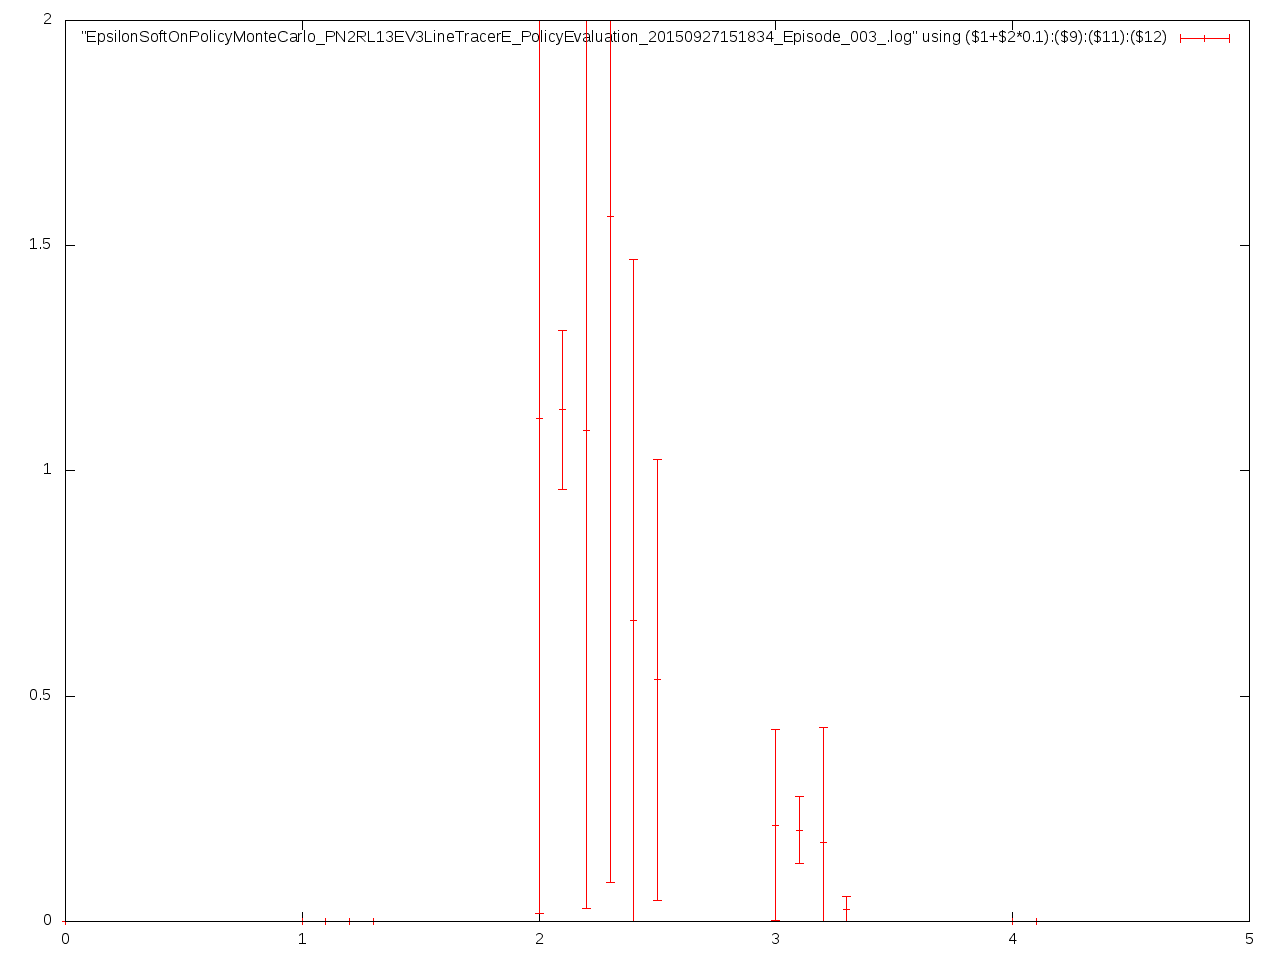 2
"EpsilonSoftOnPolicyMonteCarlo_PN2RL13EV3LineTracerE_PolicyEvaluation_20150927151834_Episode_003_.log" using ($1+$2*0.1):($9):($11):($12)
1.5
1
0.5
0
0 1 2 3 4 5